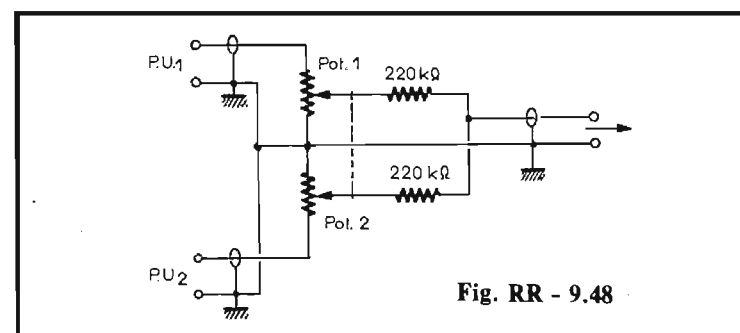 P.U.1
Pot. 1
220 kΩ
220 kΩ
Pot. 2
P.U.2
Fig. RR - 9.48